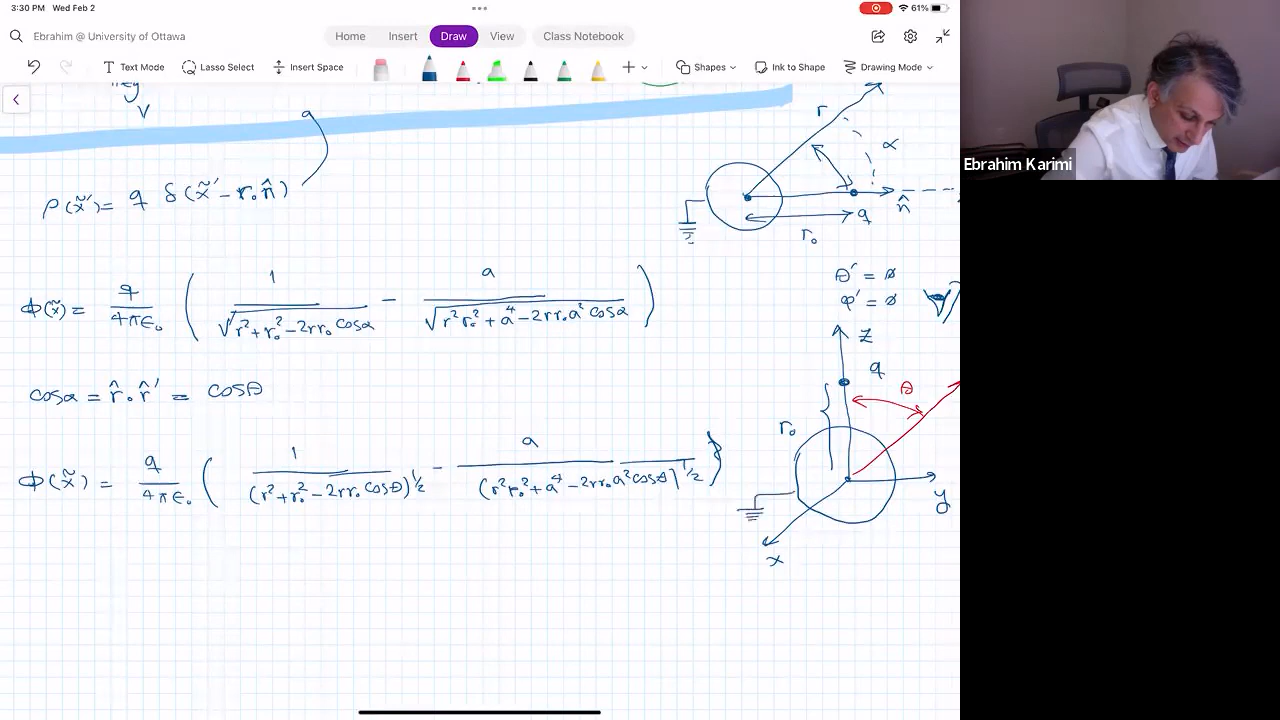 3:30 PM Wed Feb 2
61%
Ebrahim @ University of Ottawa
Home Insert Draw View Class Notebook
Text Mode Lasso Select Insert Space Shapes Ink to Shape Drawing Mode
V
r
α
n̂
q
r₀
ρ(x̃′) = q δ(x̃′ − r₀n̂)
θ′ = 0
φ′ = 0
Φ(x̃) = q/4πε₀ ( 1/√(r² + r₀² − 2rr₀ cosα) − a/√(r²r₀² + a⁴ − 2rr₀a² cosα) )
z
q
θ
cosα = r̂ · r̂′ = cosθ
r₀
Φ(x̃) = q/4πε₀ ( 1/(r² + r₀² − 2rr₀ cosθ)^½ − a/(r²r₀² + a⁴ − 2rr₀a² cosθ)^½ )
y
x
Ebrahim Karimi